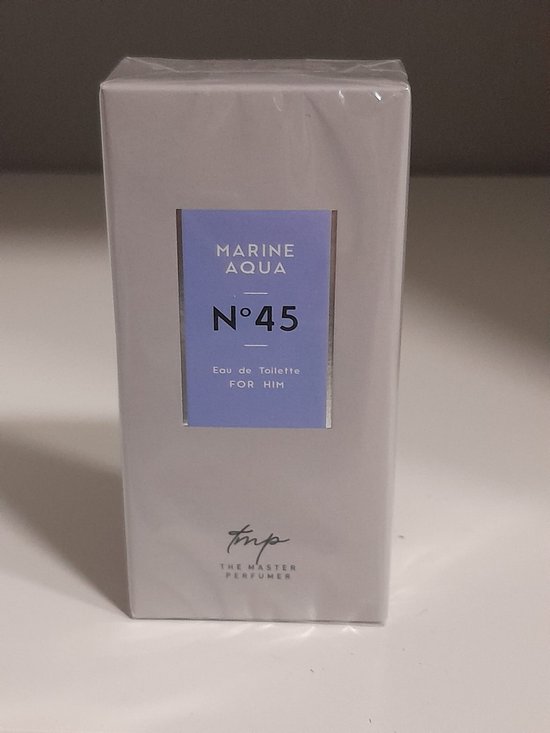 MARINE
AQUA
N°45
Eau de Toilette
FOR HIM
tmp
THE MASTER
PERFUMER